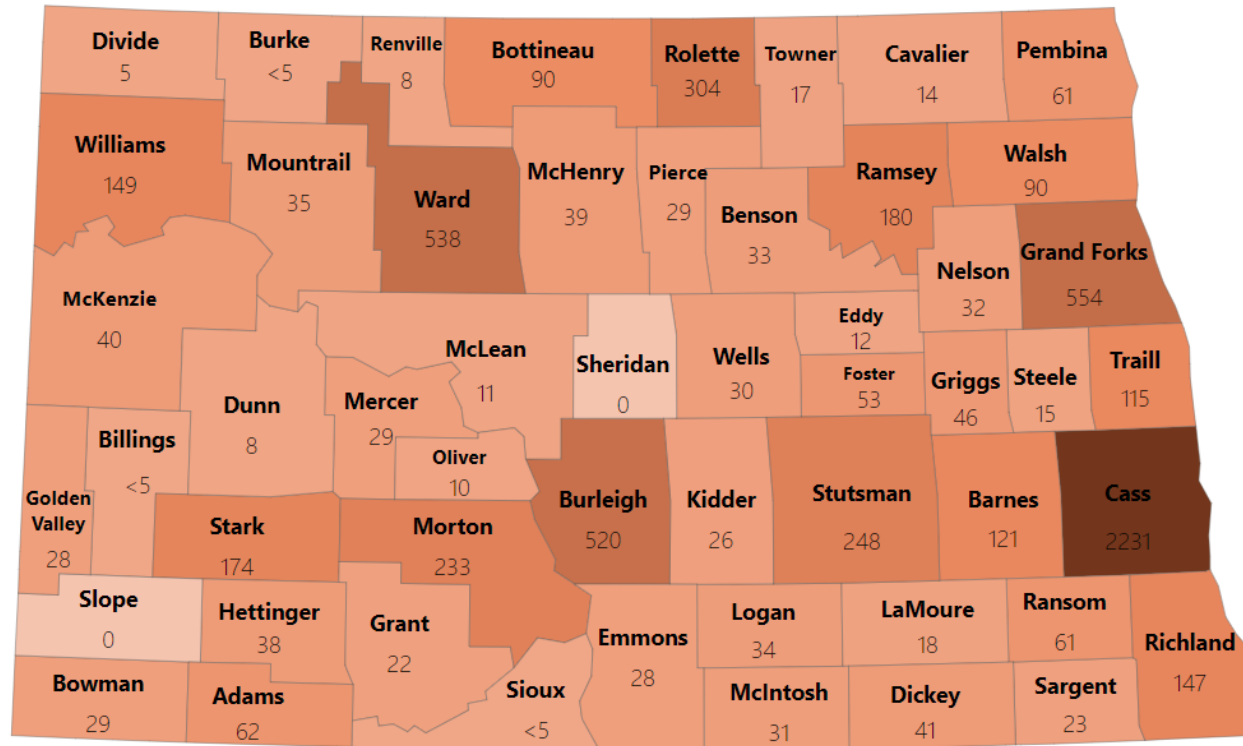 Divide
5
Burke
<5
Renville
8
Bottineau
90
Rolette
304
Towner
17
Cavalier
14
Pembina
61
Williams
149
Mountrail
35
Ward
538
McHenry
39
Pierce
29
Benson
33
Ramsey
180
Walsh
90
Nelson
32
Grand Forks
554
McKenzie
40
McLean
11
Sheridan
0
Wells
30
Eddy
12
Foster
53
Griggs
46
Steele
15
Traill
115
Dunn
8
Mercer
29
Oliver
10
Billings
<5
Golden
Valley
28
Stark
174
Morton
233
Burleigh
520
Kidder
26
Stutsman
248
Barnes
121
Cass
2231
Slope
0
Hettinger
38
Grant
22
Emmons
28
Logan
34
LaMoure
18
Ransom
61
Richland
147
Bowman
29
Adams
62
Sioux
<5
McIntosh
31
Dickey
41
Sargent
23